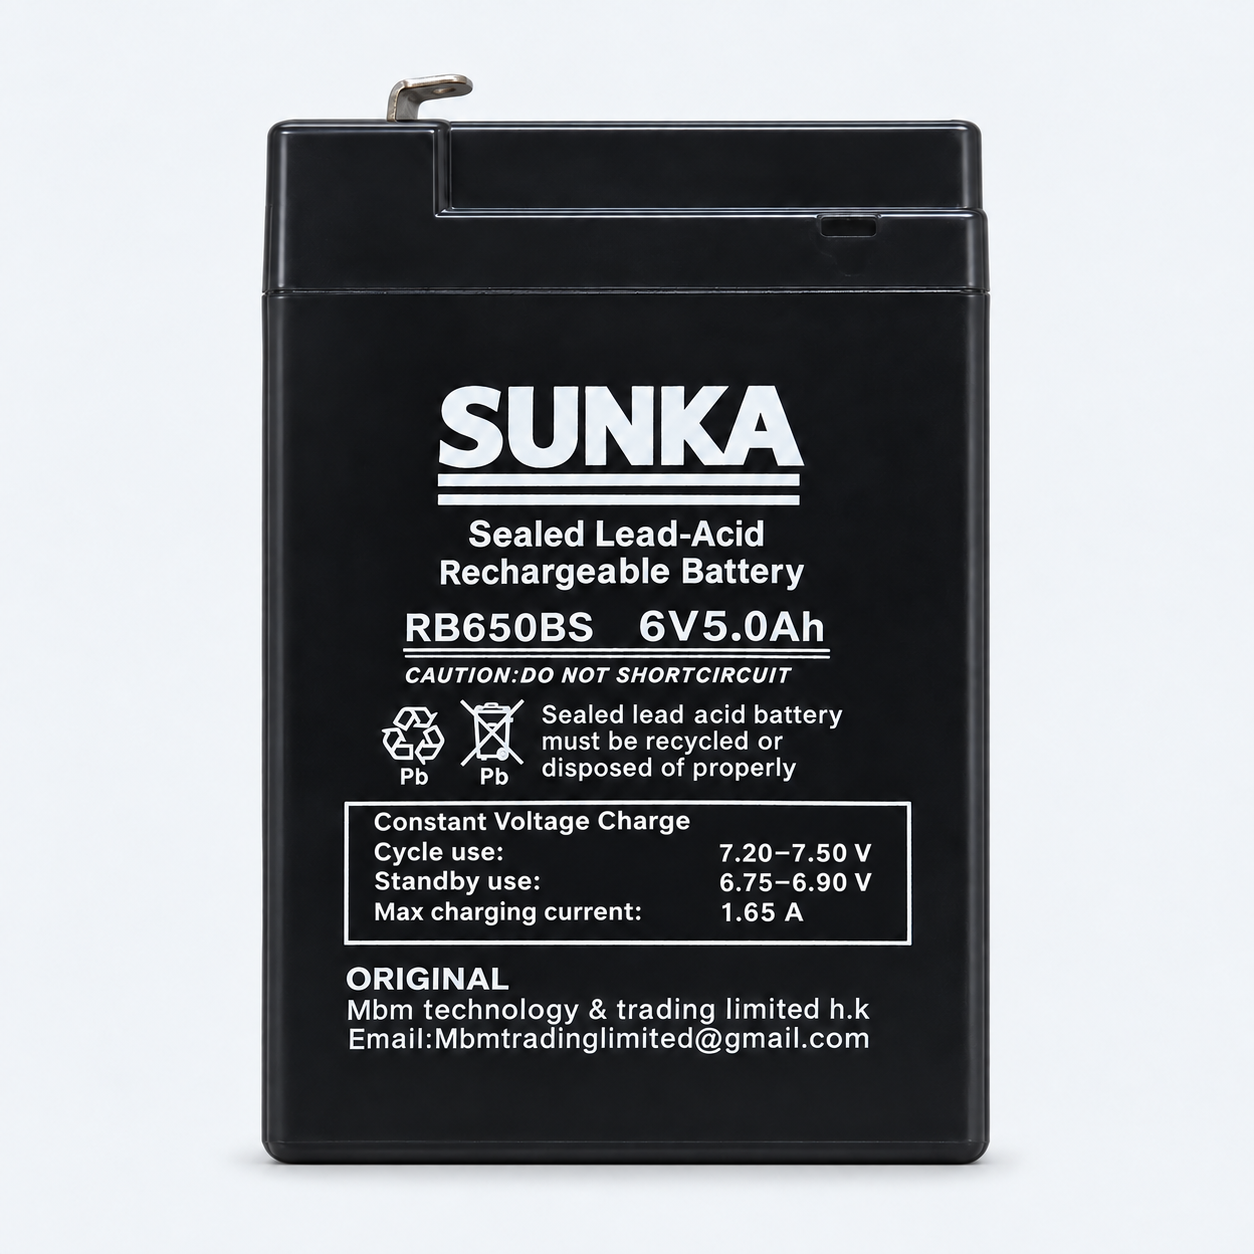 SUNKA
Sealed Lead-Acid
Rechargeable Battery
RB650BS 6V5.0Ah
CAUTION:DO NOT SHORTCIRCUIT
Sealed lead acid battery
must be recycled or
disposed of properly
Pb Pb
Constant Voltage Charge
Cycle use: 7.20-7.50 V
Standby use: 6.75-6.90 V
Max charging current: 1.65 A
ORIGINAL
Mbm technology & trading limited h.k
Email:Mbmtradinglimited@gmail.com